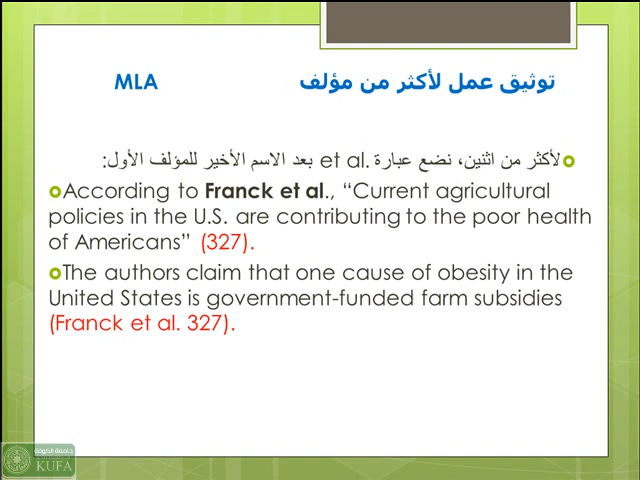 توثيق عمل لأكثر من مؤلف MLA
لأكثر من اثنين، نضع عبارة .et al بعد الاسم الأخير للمؤلف الأول:
According to Franck et al., “Current agricultural
policies in the U.S. are contributing to the poor health
of Americans” (327).
The authors claim that one cause of obesity in the
United States is government-funded farm subsidies
(Franck et al. 327).
جامعة الكوفة
KUFA